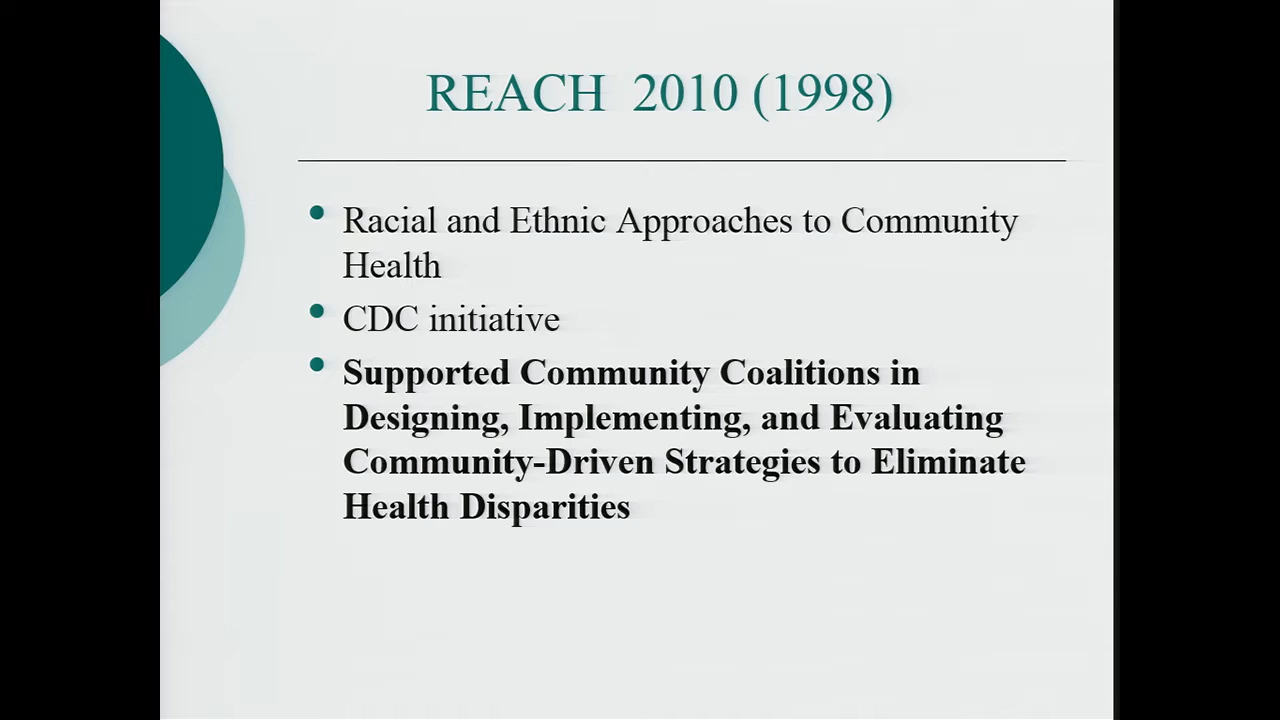 REACH 2010 (1998)
Racial and Ethnic Approaches to Community
Health
CDC initiative
Supported Community Coalitions in
Designing, Implementing, and Evaluating
Community-Driven Strategies to Eliminate
Health Disparities